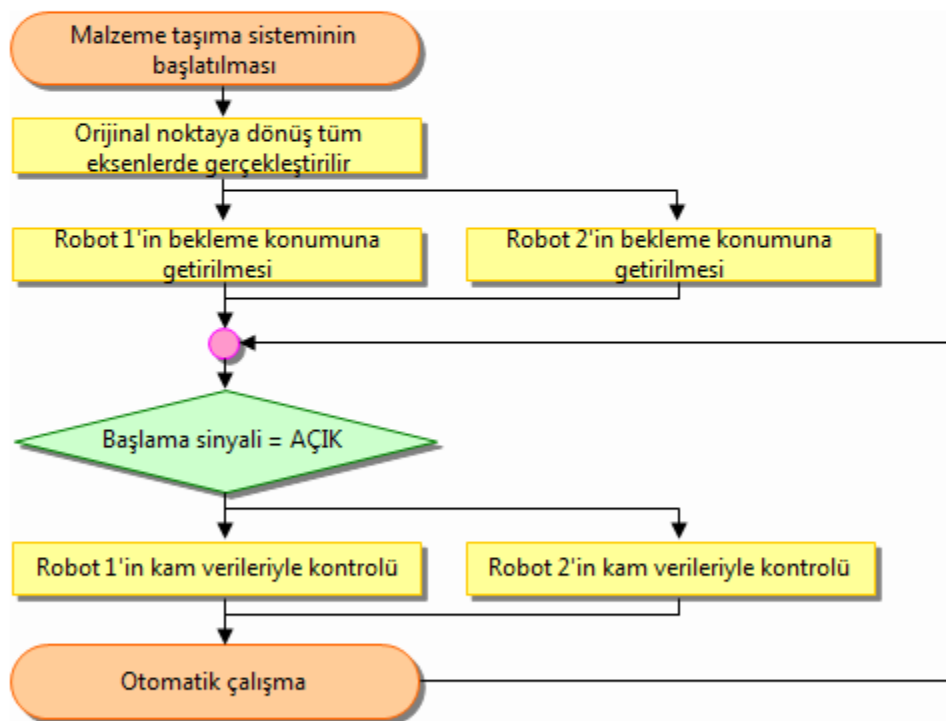 Malzeme taşıma sisteminin
başlatılması
Orijinal noktaya dönüş tüm
eksenlerde gerçekleştirilir
Robot 1'in bekleme konumuna
getirilmesi
Robot 2'in bekleme konumuna
getirilmesi
Başlama sinyali = AÇIK
Robot 1'in kam verileriyle kontrolü
Robot 2'in kam verileriyle kontrolü
Otomatik çalışma